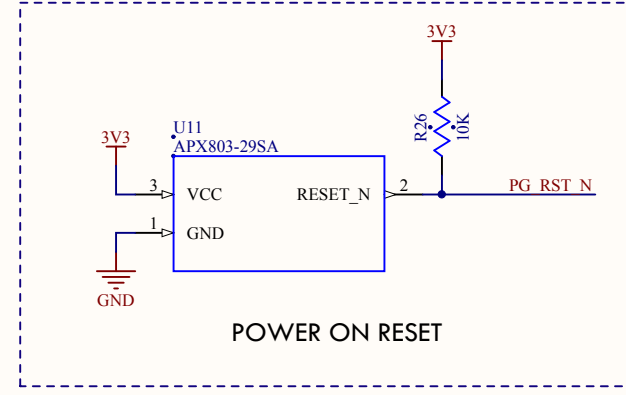 3V3
R26
10K
U11
APX803-29SA
3V3
3
VCC
RESET_N
2
PG_RST_N
1
GND
GND
POWER ON RESET